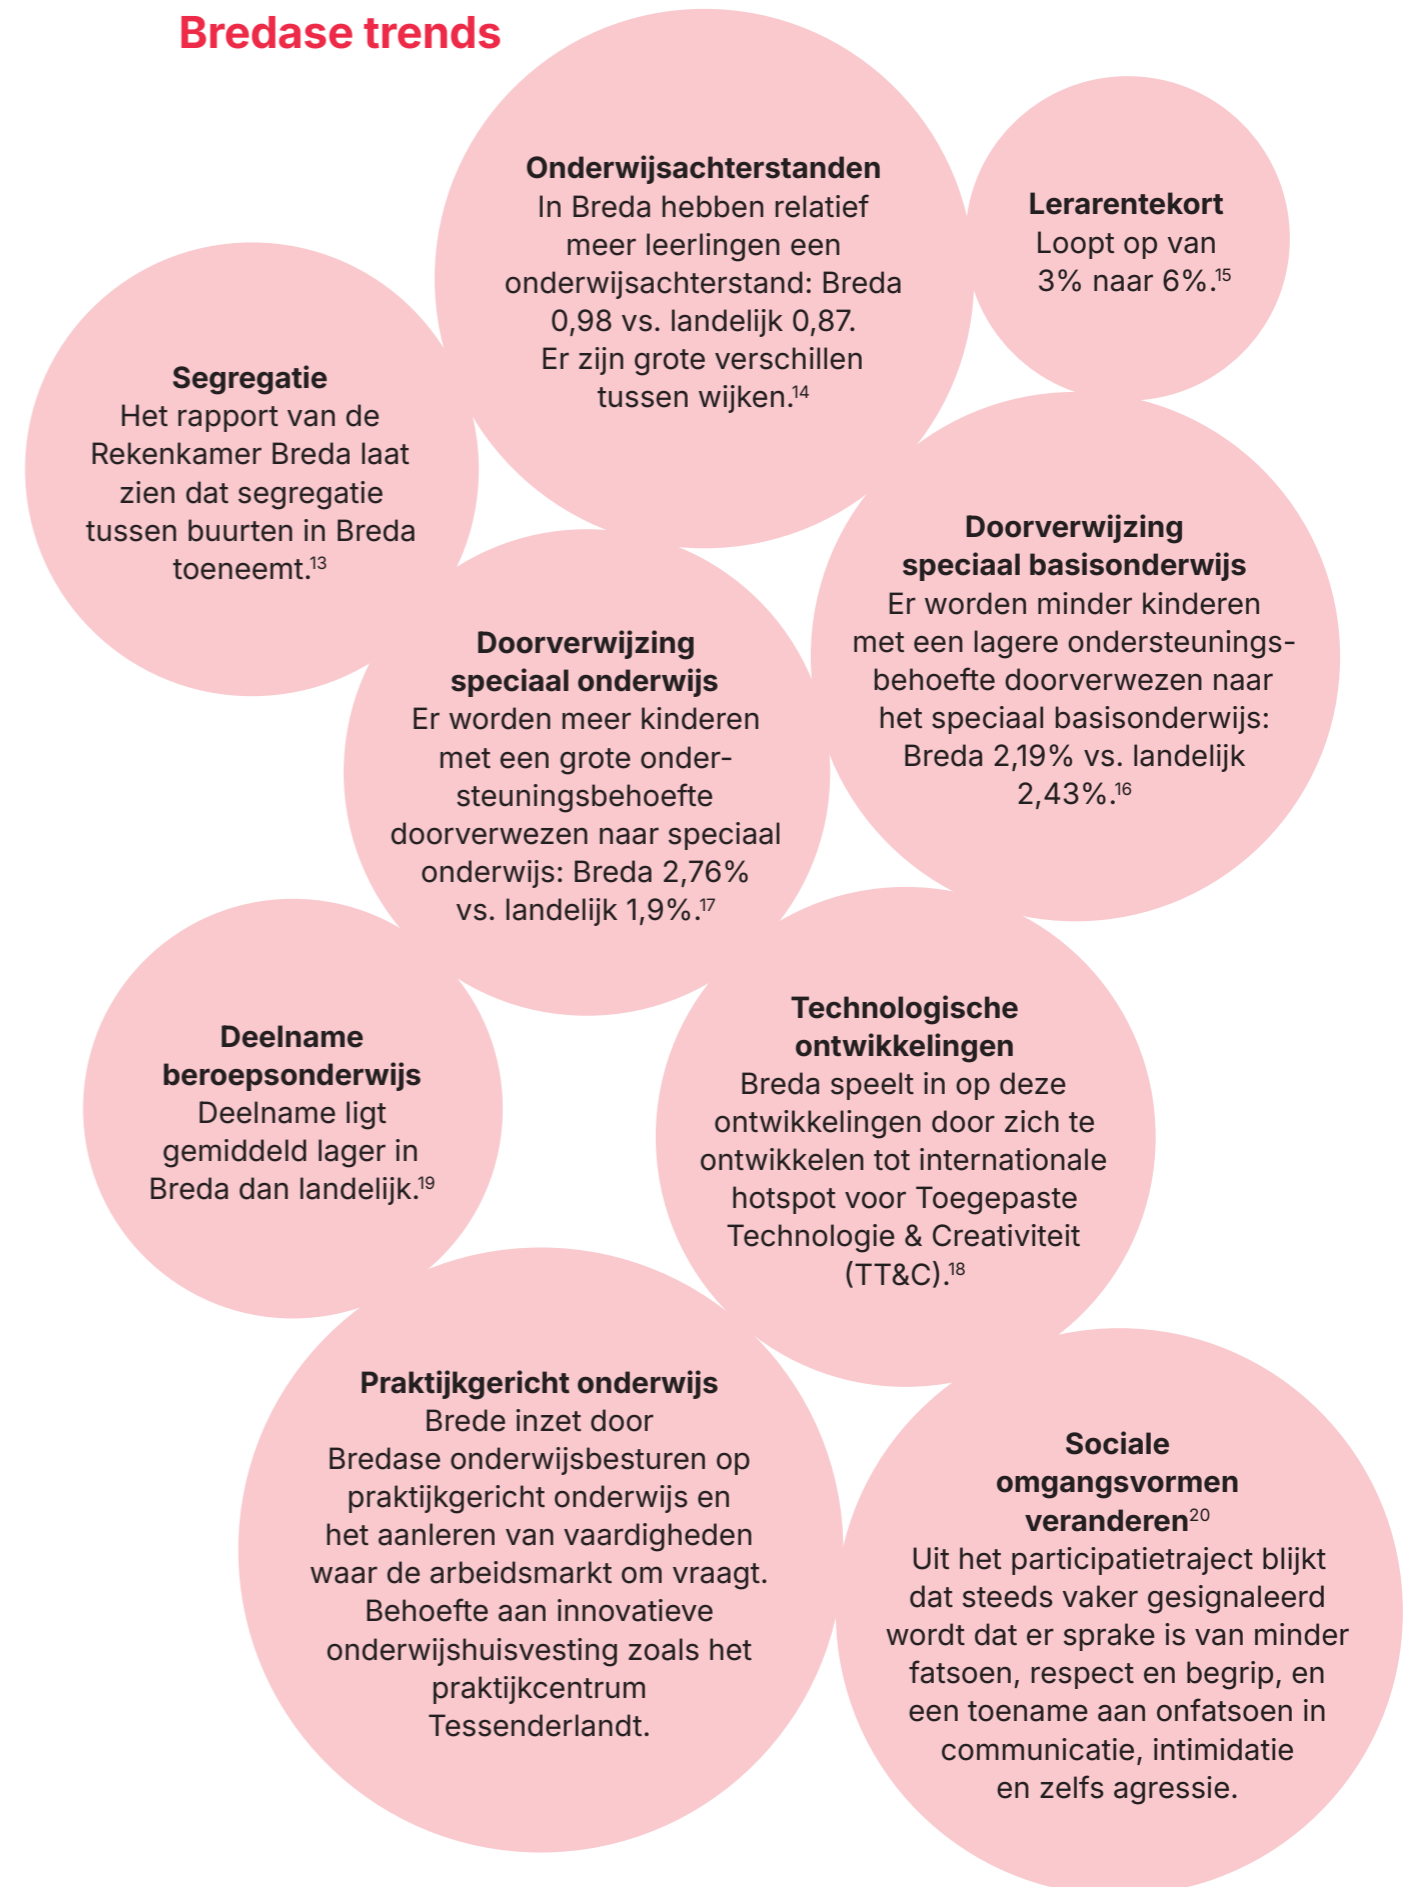 Bredase trends
Onderwijsachterstanden
In Breda hebben relatief
meer leerlingen een
onderwijsachterstand: Breda
0,98 vs. landelijk 0,87.
Er zijn grote verschillen
tussen wijken.14
Lerarentekort
Loopt op van
3% naar 6%.15
Segregatie
Het rapport van de
Rekenkamer Breda laat
zien dat segregatie
tussen buurten in Breda
toeneemt.13
Doorverwijzing
speciaal basisonderwijs
Er worden minder kinderen
met een lagere ondersteunings-
behoefte doorverwezen naar
het speciaal basisonderwijs:
Breda 2,19% vs. landelijk
2,43%.16
Doorverwijzing
speciaal onderwijs
Er worden meer kinderen
met een grote onder-
steuningsbehoefte
doorverwezen naar speciaal
onderwijs: Breda 2,76%
vs. landelijk 1,9%.17
Technologische
ontwikkelingen
Breda speelt in op deze
ontwikkelingen door zich te
ontwikkelen tot internationale
hotspot voor Toegepaste
Technologie & Creativiteit
(TT&C).18
Deelname
beroepsonderwijs
Deelname ligt
gemiddeld lager in
Breda dan landelijk.19
Praktijkgericht onderwijs
Brede inzet door
Bredase onderwijsbesturen op
praktijkgericht onderwijs en
het aanleren van vaardigheden
waar de arbeidsmarkt om vraagt.
Behoefte aan innovatieve
onderwijshuisvesting zoals het
praktijkcentrum
Tessenderlandt.
Sociale
omgangsvormen
veranderen20
Uit het participatietraject blijkt
dat steeds vaker gesignaleerd
wordt dat er sprake is van minder
fatsoen, respect en begrip, en
een toename aan onfatsoen in
communicatie, intimidatie
en zelfs agressie.